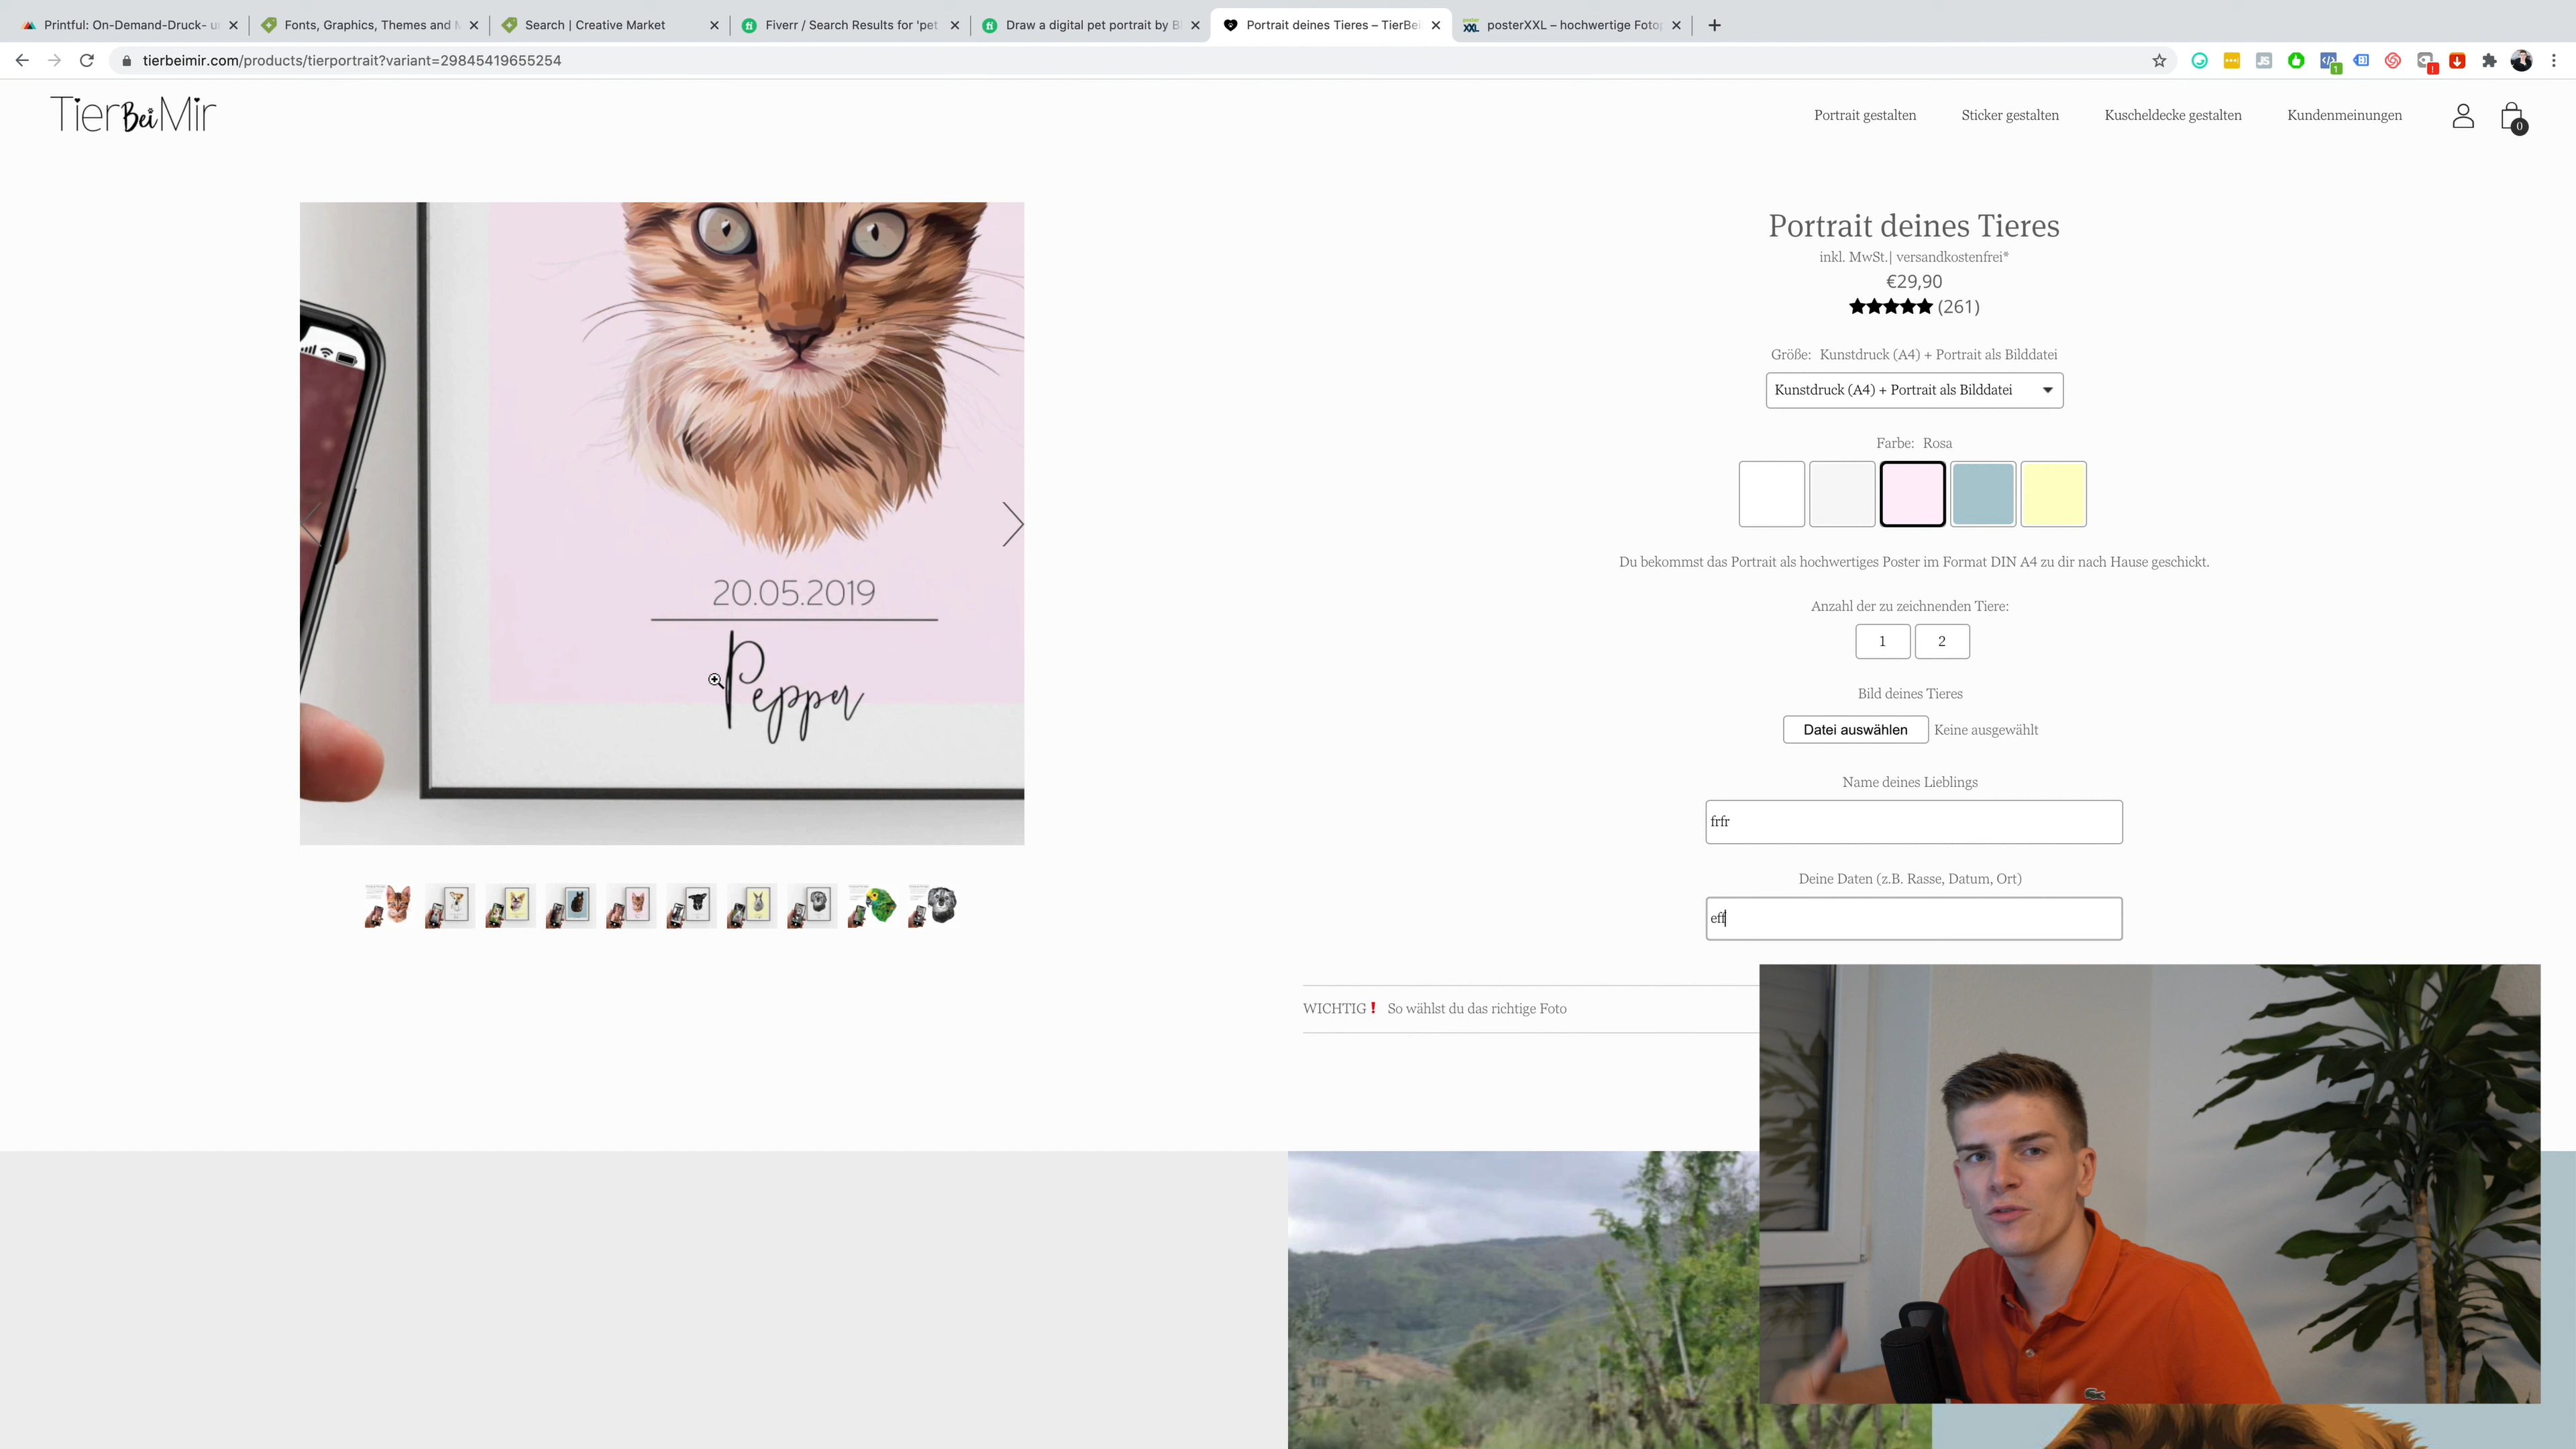 Printful: On-Demand-Druck- u
Fonts, Graphics, Themes and M
Search | Creative Market
Fiverr / Search Results for 'pet
Draw a digital pet portrait by B
Portrait deines Tieres – TierBei
posterXXL – hochwertige Fotop
tierbeimir.com/products/tierportrait?variant=29845419655254
TierBeiMir
Portrait gestalten
Sticker gestalten
Kuscheldecke gestalten
Kundenmeinungen
0
Portrait deines Tieres
inkl. MwSt.| versandkostenfrei*
€29,90
★★★★★ (261)
Größe: Kunstdruck (A4) + Portrait als Bilddatei
Kunstdruck (A4) + Portrait als Bilddatei
Farbe: Rosa
Du bekommst das Portrait als hochwertiges Poster im Format DIN A4 zu dir nach Hause geschickt.
Anzahl der zu zeichnenden Tiere:
1 2
Bild deines Tieres
Datei auswählen Keine ausgewählt
Name deines Lieblings
frfr
Deine Daten (z.B. Rasse, Datum, Ort)
eff
WICHTIG❗ So wählst du das richtige Foto
20.05.2019
Pepper